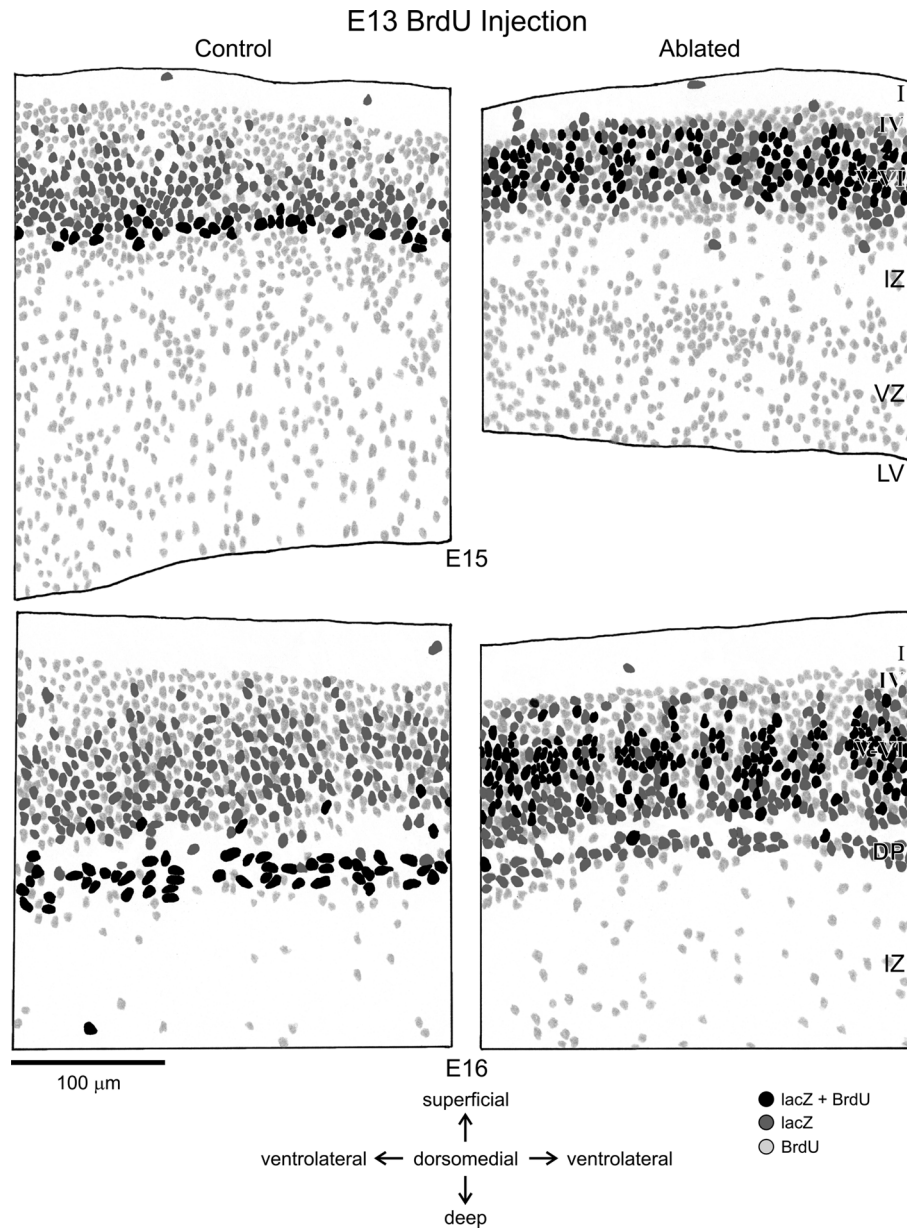 E13 BrdU Injection
Control
Ablated
I
IV
V-VI
IZ
VZ
LV
E15
I
IV
V-VI
DP
IZ
100 μm
E16
superficial
ventrolateral dorsomedial ventrolateral
deep
lacZ + BrdU
lacZ
BrdU